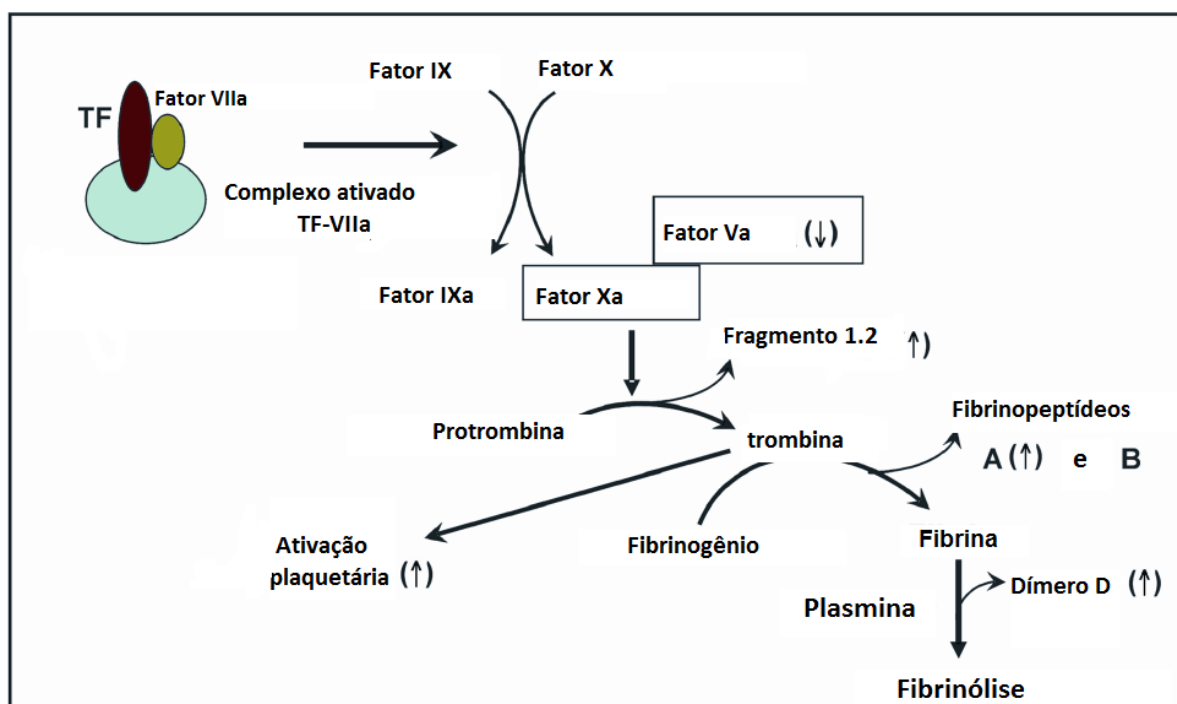 Fator IX
Fator X
Fator VIIa
TF
Complexo ativado
TF-VIIa
Fator Va (↓)
Fator IXa
Fator Xa
Fragmento 1.2 ↑)
Protrombina
trombina
Fibrinopeptídeos
A (↑) e B
Ativação
plaquetária (↑)
Fibrinogênio
Fibrina
Plasmina
Dímero D (↑)
Fibrinólise